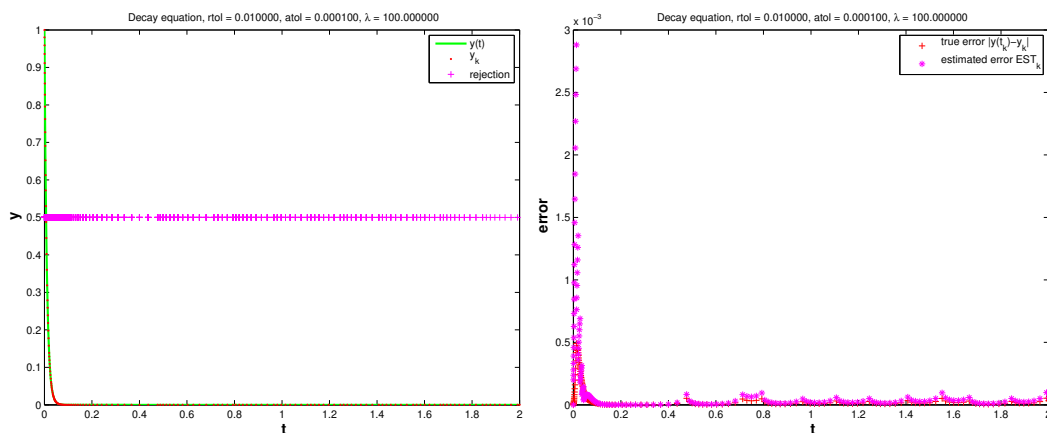 Decay equation, rtol = 0.010000, atol = 0.000100, λ = 100.000000
1
0.9
0.8
0.7
0.6
0.5
0.4
0.3
0.2
0.1
0
y
0 0.2 0.4 0.6 0.8 1 1.2 1.4 1.6 1.8 2
t
y(t)
y_k
rejection
Decay equation, rtol = 0.010000, atol = 0.000100, λ = 100.000000
x 10^-3
3.5
3
2.5
2
1.5
1
0.5
0
error
0 0.2 0.4 0.6 0.8 1 1.2 1.4 1.6 1.8 2
t
true error |y(t_k)−y_k|
estimated error EST_k